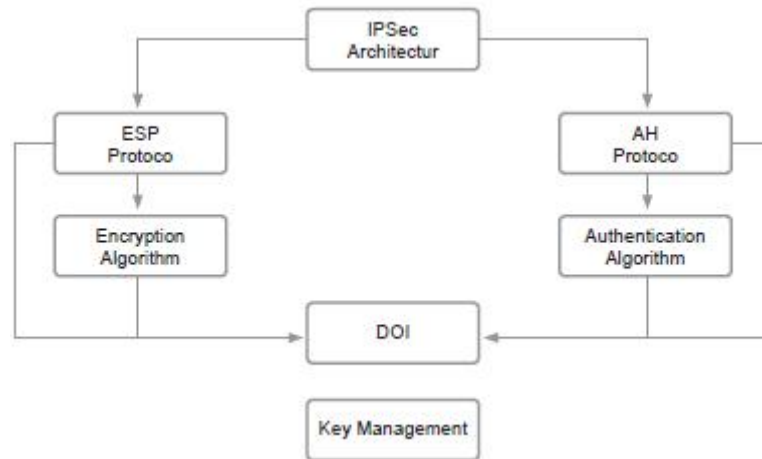 IPSec
Architectur
ESP
Protoco
AH
Protoco
Encryption
Algorithm
Authentication
Algorithm
DOI
Key Management